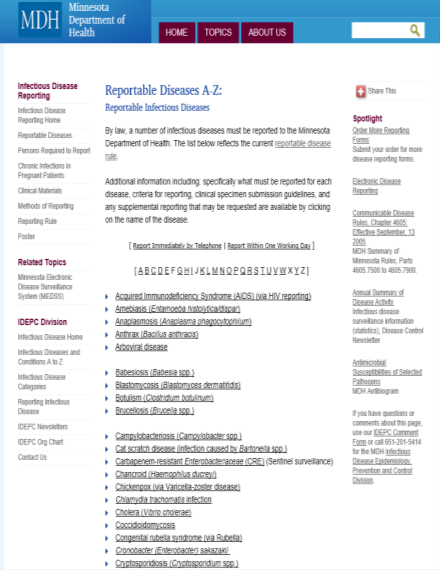 MDH
Minnesota
Department of
Health
HOME
TOPICS
ABOUT US
Infectious Disease
Reporting
Infectious Disease
Reporting Home
Reportable Diseases
Persons Required to Report
Chronic Infections in
Pregnant Patients
Clinical Materials
Methods of Reporting
Reporting Rule
Poster
Related Topics
Minnesota Electronic
Disease Surveillance
System (MEDSS)
IDEPC Division
Infectious Disease Home
Infectious Diseases and
Conditions A to Z
Infectious Disease
Categories
Reporting Infectious
Disease
IDEPC Newsletters
IDEPC Org Chart
Contact Us
Reportable Diseases A-Z:
Reportable Infectious Diseases
By law, a number of infectious diseases must be reported to the Minnesota
Department of Health. The list below reflects the current reportable disease
rule.
Additional information including: specifically what must be reported for each
disease, criteria for reporting, clinical specimen submission guidelines, and
any supplemental reporting that may be requested are available by clicking
on the name of the disease.
[ Report Immediately by Telephone | Report Within One Working Day ]
[ A B C D E F G H I J K L M N O P Q R S T U V W X Y Z ]
Acquired Immunodeficiency Syndrome (AIDS) (via HIV reporting)
Amebiasis (Entamoeba histolytica/dispar)
Anaplasmosis (Anaplasma phagocytophilum)
Anthrax (Bacillus anthracis)
Arboviral disease
Babesiosis (Babesia spp.)
Blastomycosis (Blastomyces dermatitidis)
Botulism (Clostridium botulinum)
Brucellosis (Brucella spp.)
Campylobacteriosis (Campylobacter spp.)
Cat scratch disease (infection caused by Bartonella spp.)
Carbapenem-resistant Enterobacteriaceae (CRE) (Sentinel surveillance)
Chancroid (Haemophilus ducreyi)
Chickenpox (via Varicella-zoster disease)
Chlamydia trachomatis infection
Cholera (Vibrio cholerae)
Coccidioidomycosis
Congenital rubella syndrome (via Rubella)
Cronobacter (Enterobacter) sakazaki
Cryptosporidiosis (Cryptosporidium spp.)
Share This
Spotlight
Order More Reporting
Forms
Submit your order for more
disease reporting forms.
Electronic Disease
Reporting
Communicable Disease
Rules, Chapter 4605:
Effective September, 13
2005
MDH Summary of
Minnesota Rules, Parts
4605.7500 to 4605.7900.
Annual Summary of
Disease Activity
Infectious disease
surveillance information
(statistics), Disease Control
Newsletter
Antimicrobial
Susceptibilities of Selected
Pathogens
MDH Antibiogram
If you have questions or
comments about this page,
use our IDEPC Comment
Form or call 651-201-5414
for the MDH Infectious
Disease Epidemiology,
Prevention and Control
Division.